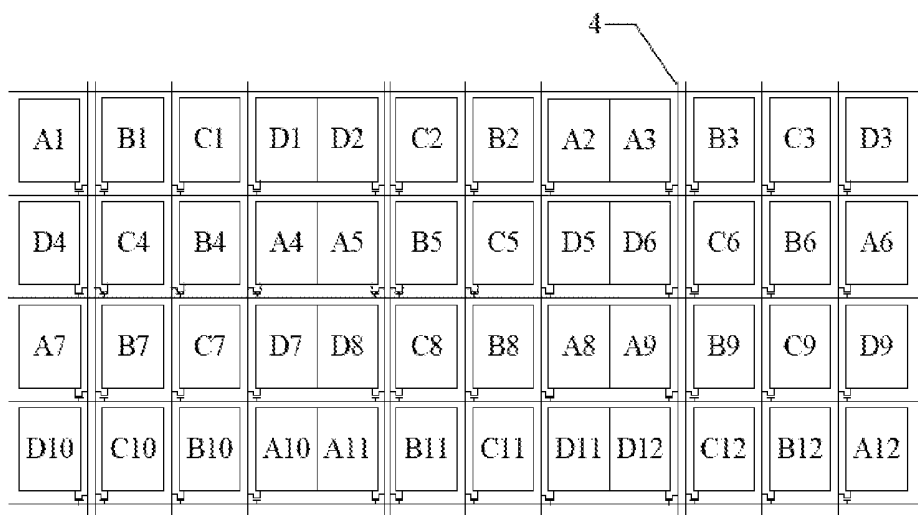 4
A1 B1 C1 D1 D2 C2 B2 A2 A3 B3 C3 D3
D4 C4 B4 A4 A5 B5 C5 D5 D6 C6 B6 A6
A7 B7 C7 D7 D8 C8 B8 A8 A9 B9 C9 D9
D10 C10 B10 A10 A11 B11 C11 D11 D12 C12 B12 A12